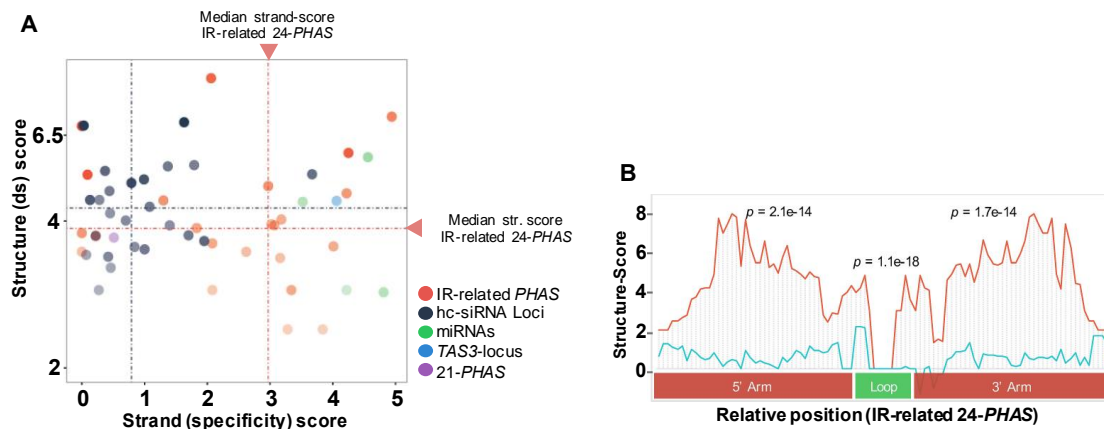 A
Median strand-score
IR-related 24-PHAS
Structure (ds) score
6.5
4
2
Median str. score
IR-related 24-PHAS
IR-related PHAS
hc-siRNA Loci
miRNAs
TAS3-locus
21-PHAS
0
1
2
3
4
5
Strand (specificity) score
B
Structure-Score
8
6
4
2
0
p = 2.1e-14
p = 1.7e-14
p = 1.1e-18
5' Arm
Loop
3' Arm
Relative position (IR-related 24-PHAS)